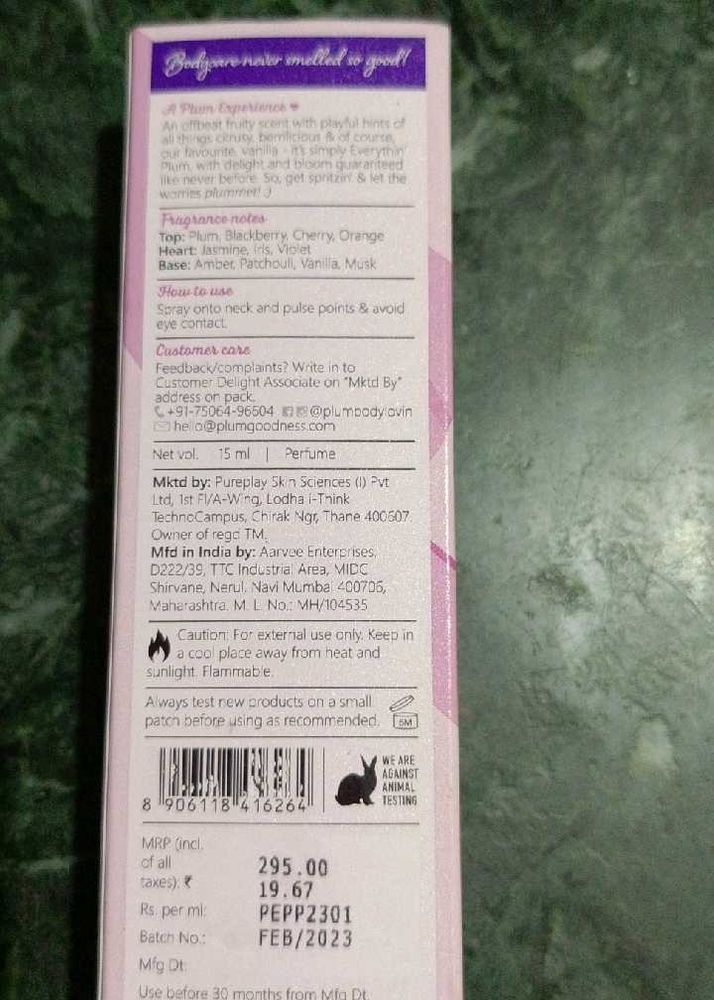 Bodycare never smelled so good!
A Plum Experience ♥
An offbeat fruity scent with playful hints of
all things citrusy, berrilicious & of course,
our favourite, vanilla - it's simply Everythin'
Plum, with delight and bloom guaranteed
like never before. So, get spritzin' & let the
worries plummet! :)
Fragrance notes
Top: Plum, Blackberry, Cherry, Orange
Heart: Jasmine, Iris, Violet
Base: Amber, Patchouli, Vanilla, Musk
How to use
Spray onto neck and pulse points & avoid
eye contact.
Customer care
Feedback/complaints? Write in to
Customer Delight Associate on "Mktd By"
address on pack.
+91-75064-96504 @plumbodylovin
hello@plumgoodness.com
Net vol. 15 ml | Perfume
Mktd by: Pureplay Skin Sciences (I) Pvt
Ltd, 1st Fl/A-Wing, Lodha i-Think
TechnoCampus, Chirak Ngr, Thane 400607.
Owner of regd TM.
Mfd in India by: Aarvee Enterprises,
D222/39, TTC Industrial Area, MIDC
Shirvane, Nerul, Navi Mumbai 400706,
Maharashtra. M. L. No.: MH/104535
Caution: For external use only. Keep in
a cool place away from heat and
sunlight. Flammable.
Always test new products on a small
patch before using as recommended.
6M
8 906118 416264
WE ARE
AGAINST
ANIMAL
TESTING
MRP (incl.
of all
taxes): ₹ 295.00
Rs. per ml: 19.67
Batch No.: PEPP2301
Mfg Dt: FEB/2023
Use before 30 months from Mfg Dt.